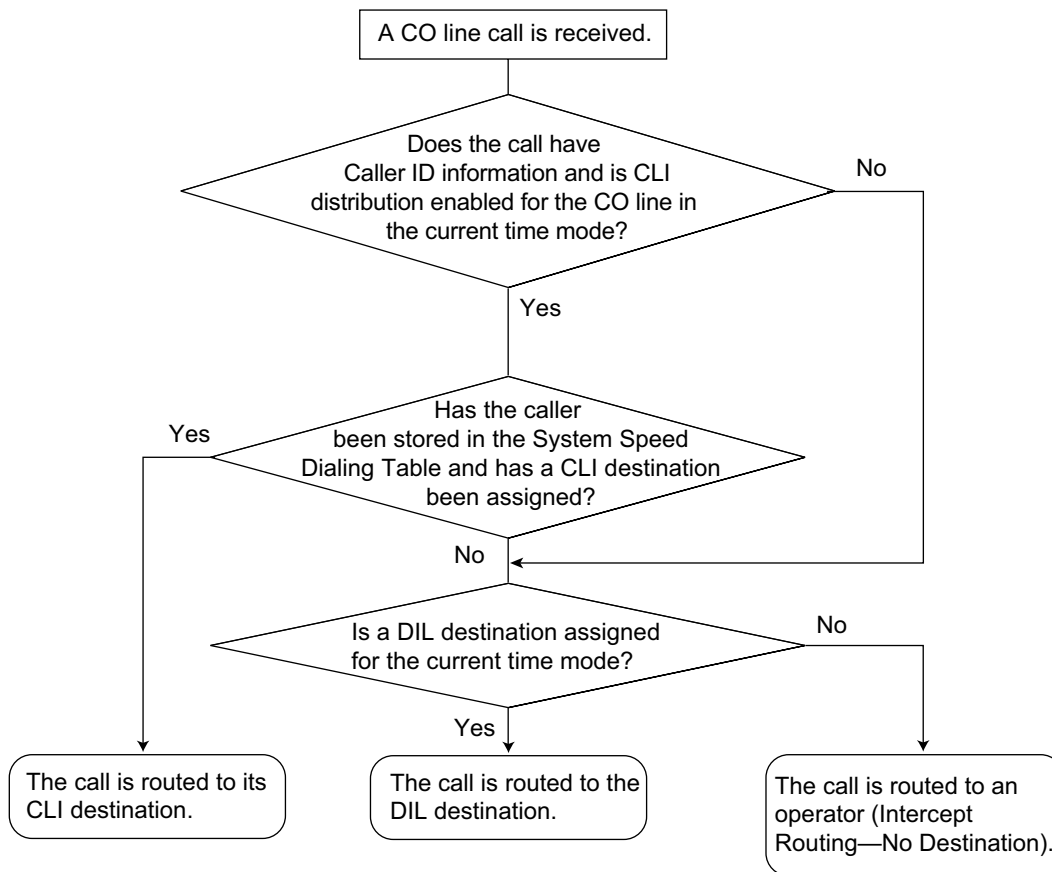 A CO line call is received.
Does the call have
Caller ID information and is CLI
distribution enabled for the CO line in
the current time mode?
No
Yes
Has the caller
been stored in the System Speed
Dialing Table and has a CLI destination
been assigned?
Yes
No
Is a DIL destination assigned
for the current time mode?
No
Yes
The call is routed to its
CLI destination.
The call is routed to the
DIL destination.
The call is routed to an
operator (Intercept
Routing—No Destination).